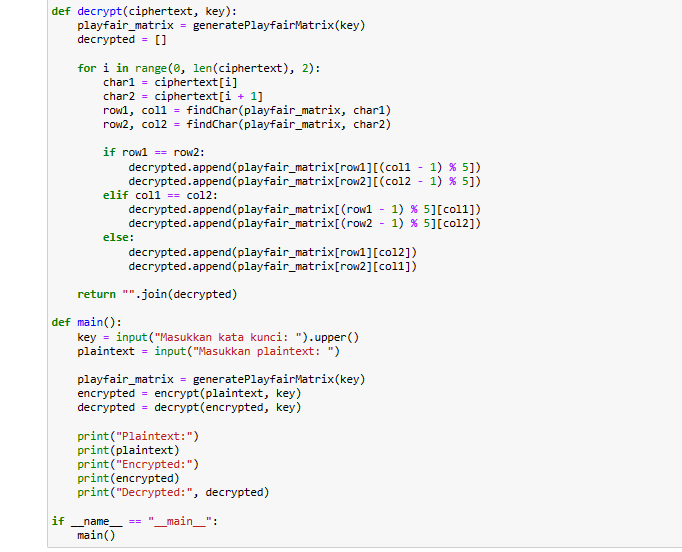 def decrypt(ciphertext, key):
    playfair_matrix = generatePlayfairMatrix(key)
    decrypted = []

    for i in range(0, len(ciphertext), 2):
        char1 = ciphertext[i]
        char2 = ciphertext[i + 1]
        row1, col1 = findChar(playfair_matrix, char1)
        row2, col2 = findChar(playfair_matrix, char2)

        if row1 == row2:
            decrypted.append(playfair_matrix[row1][(col1 - 1) % 5])
            decrypted.append(playfair_matrix[row2][(col2 - 1) % 5])
        elif col1 == col2:
            decrypted.append(playfair_matrix[(row1 - 1) % 5][col1])
            decrypted.append(playfair_matrix[(row2 - 1) % 5][col2])
        else:
            decrypted.append(playfair_matrix[row1][col2])
            decrypted.append(playfair_matrix[row2][col1])

    return "".join(decrypted)

def main():
    key = input("Masukkan kata kunci: ").upper()
    plaintext = input("Masukkan plaintext: ")

    playfair_matrix = generatePlayfairMatrix(key)
    encrypted = encrypt(plaintext, key)
    decrypted = decrypt(encrypted, key)

    print("Plaintext:")
    print(plaintext)
    print("Encrypted:")
    print(encrypted)
    print("Decrypted:", decrypted)

if __name__ == "__main__":
    main()